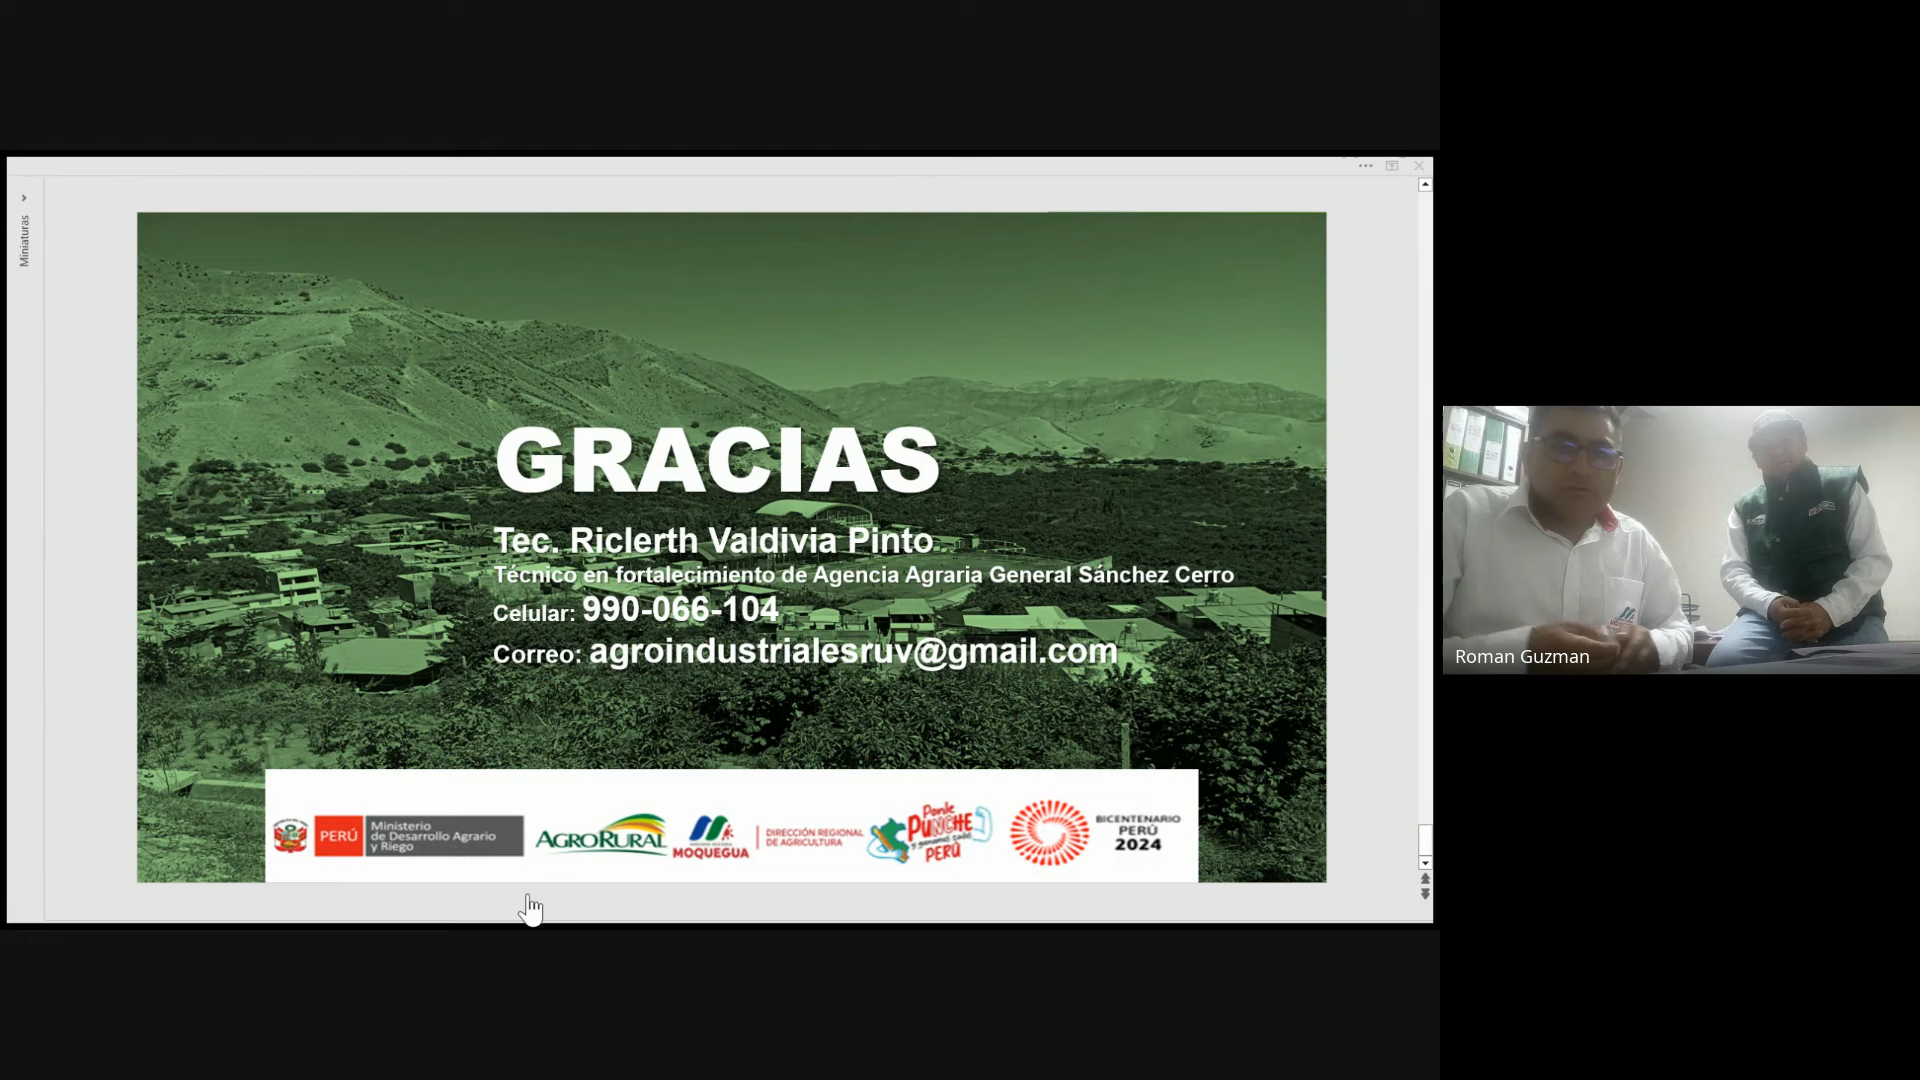 Miniaturas
GRACIAS
Tec. Riclerth Valdivia Pinto
Técnico en fortalecimiento de Agencia Agraria General Sánchez Cerro
Celular: 990-066-104
Correo: agroindustrialesruv@gmail.com
PERÚ
Ministerio
de Desarrollo Agrario
y Riego
AGRORURAL
MOQUEGUA
DIRECCIÓN REGIONAL
DE AGRICULTURA
Ponle
PUNCHE
y ganamos todos
PERÚ
BICENTENARIO
PERÚ
2024
Roman Guzman